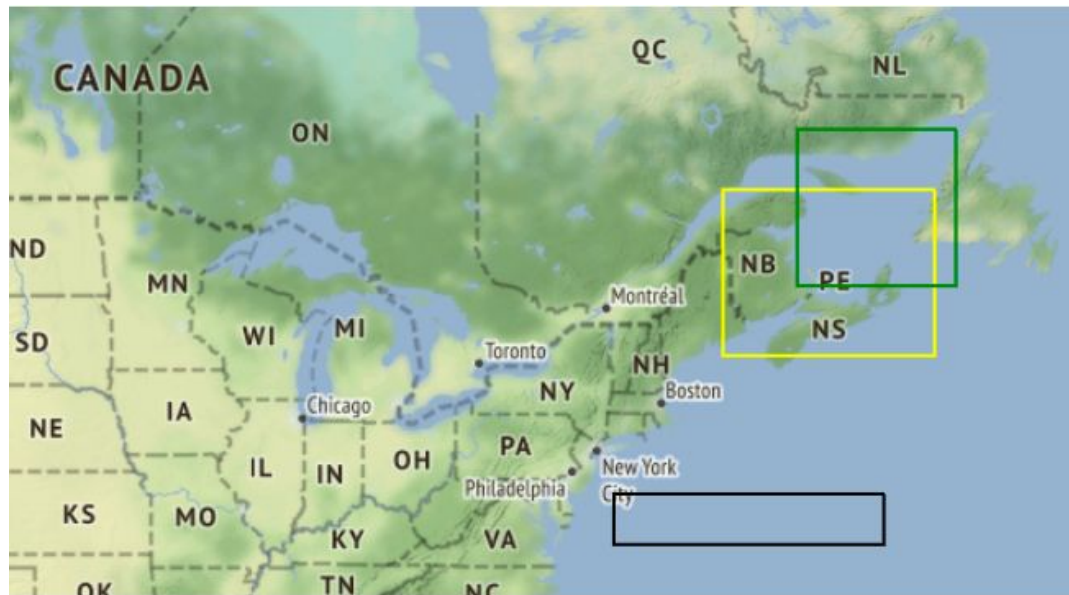 QC
NL
CANADA
ON
ND
NB
MN
PE
Montréal
MI
NS
WI
SD
Toronto
NH
NY
Boston
Chicago
IA
NE
PA
OH
IL
IN
New York
City
Philadelphia
KS
MO
KY
VA
TN
NC
OK